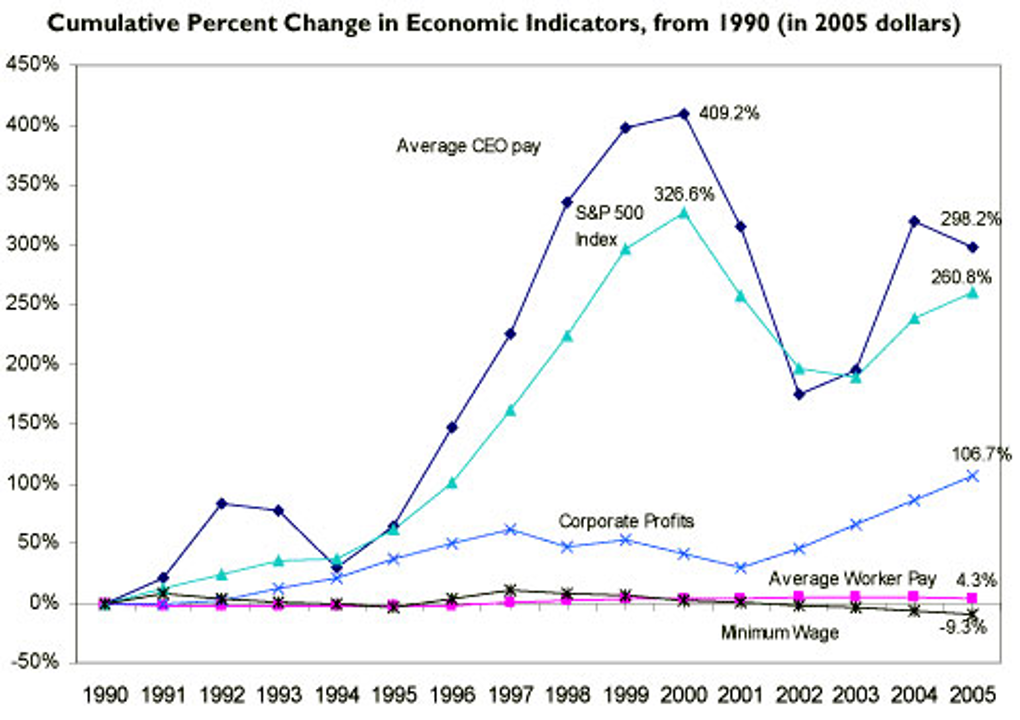 Cumulative Percent Change in Economic Indicators, from 1990 (in 2005 dollars)
450%
400%
350%
300%
250%
200%
150%
100%
50%
0%
-50%
Average CEO pay
409.2%
326.6%
S&P 500
Index
298.2%
260.8%
106.7%
Corporate Profits
Average Worker Pay
4.3%
Minimum Wage
-9.3%
1990 1991 1992 1993 1994 1995 1996 1997 1998 1999 2000 2001 2002 2003 2004 2005